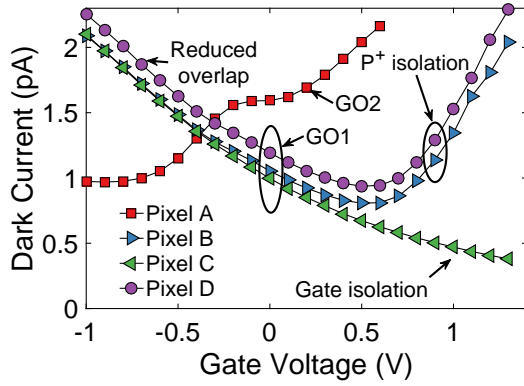 2
1.5
1
0.5
0
Dark Current (pA)
Reduced
overlap
P+ isolation
GO2
GO1
Pixel A
Pixel B
Pixel C
Pixel D
Gate isolation
-1
-0.5
0
0.5
1
Gate Voltage (V)